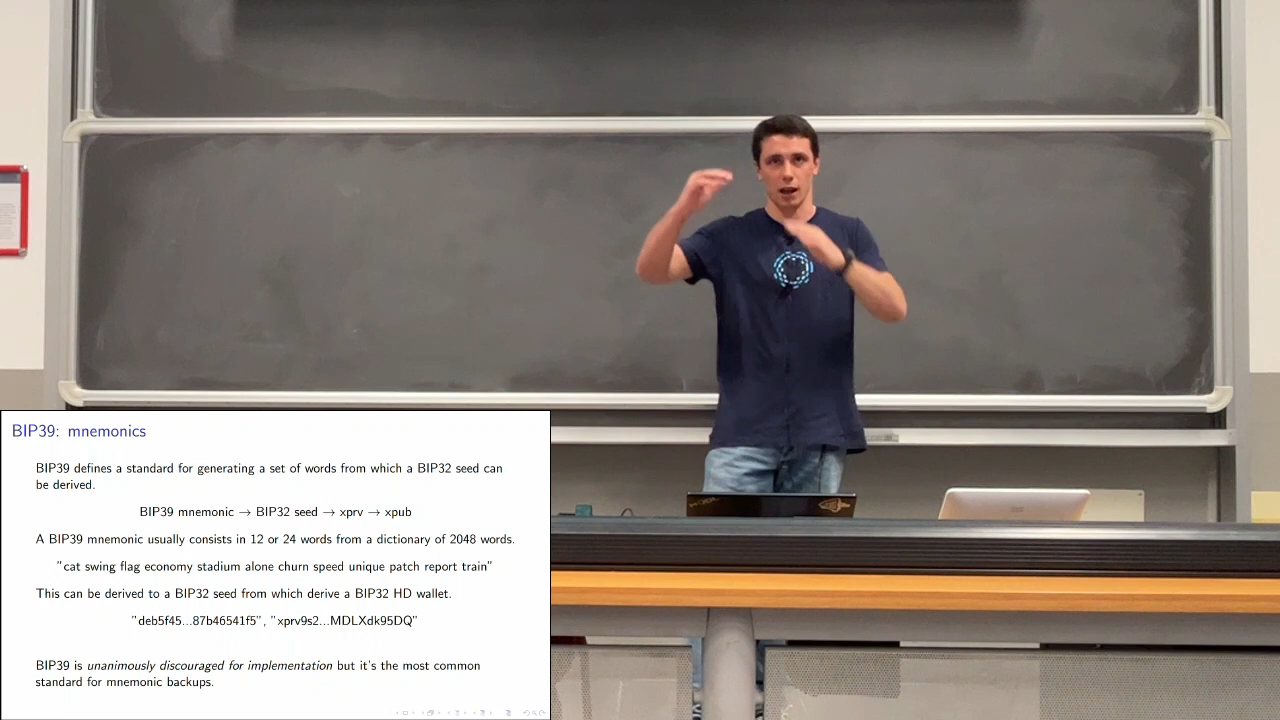 BIP39: mnemonics
BIP39 defines a standard for generating a set of words from which a BIP32 seed can
be derived.
BIP39 mnemonic → BIP32 seed → xprv → xpub
A BIP39 mnemonic usually consists in 12 or 24 words from a dictionary of 2048 words.
"cat swing flag economy stadium alone churn speed unique patch report train"
This can be derived to a BIP32 seed from which derive a BIP32 HD wallet.
"deb5f45...87b46541f5", "xprv9s2...MDLXdk95DQ"
BIP39 is unanimously discouraged for implementation but it's the most common
standard for mnemonic backups.